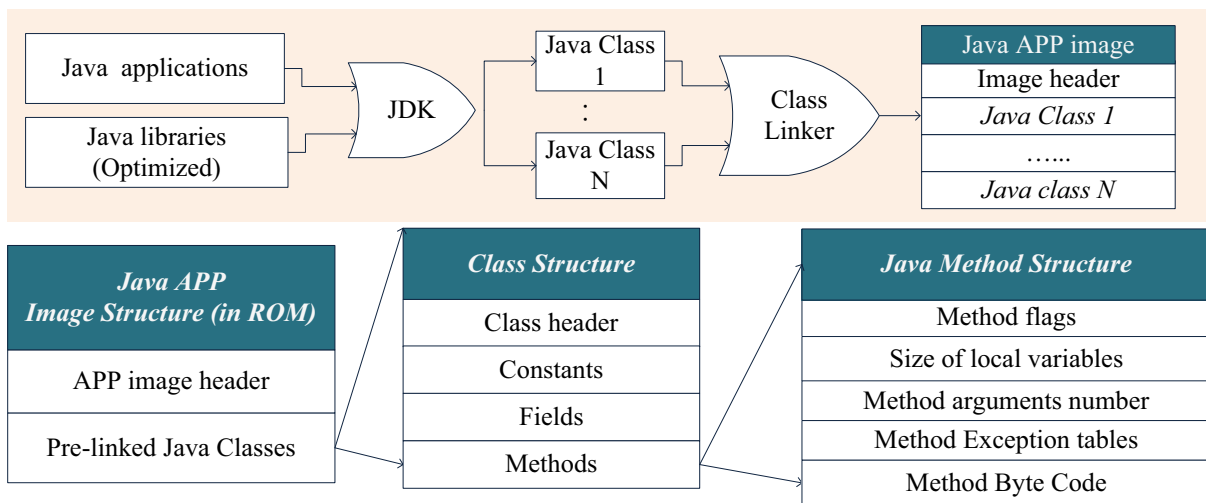 Java applications
Java libraries
(Optimized)
JDK
Java Class
1
:
Java Class
N
Class
Linker
Java APP image
Image header
Java Class 1
…...
Java class N
Java APP
Image Structure (in ROM)
APP image header
Pre-linked Java Classes
Class Structure
Class header
Constants
Fields
Methods
Java Method Structure
Method flags
Size of local variables
Method arguments number
Method Exception tables
Method Byte Code